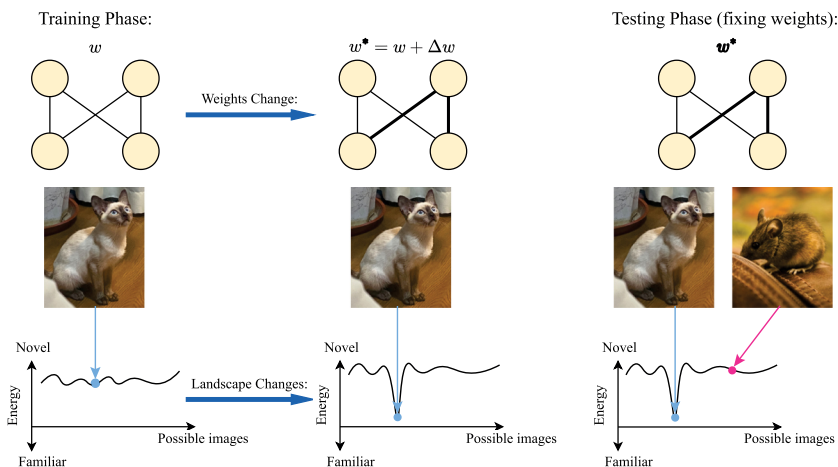 Training Phase:
Testing Phase (fixing weights):
w
w* = w + Δw
w*
Weights Change:
Novel
Novel
Novel
Energy
Energy
Energy
Landscape Changes:
Possible images
Possible images
Possible images
Familiar
Familiar
Familiar